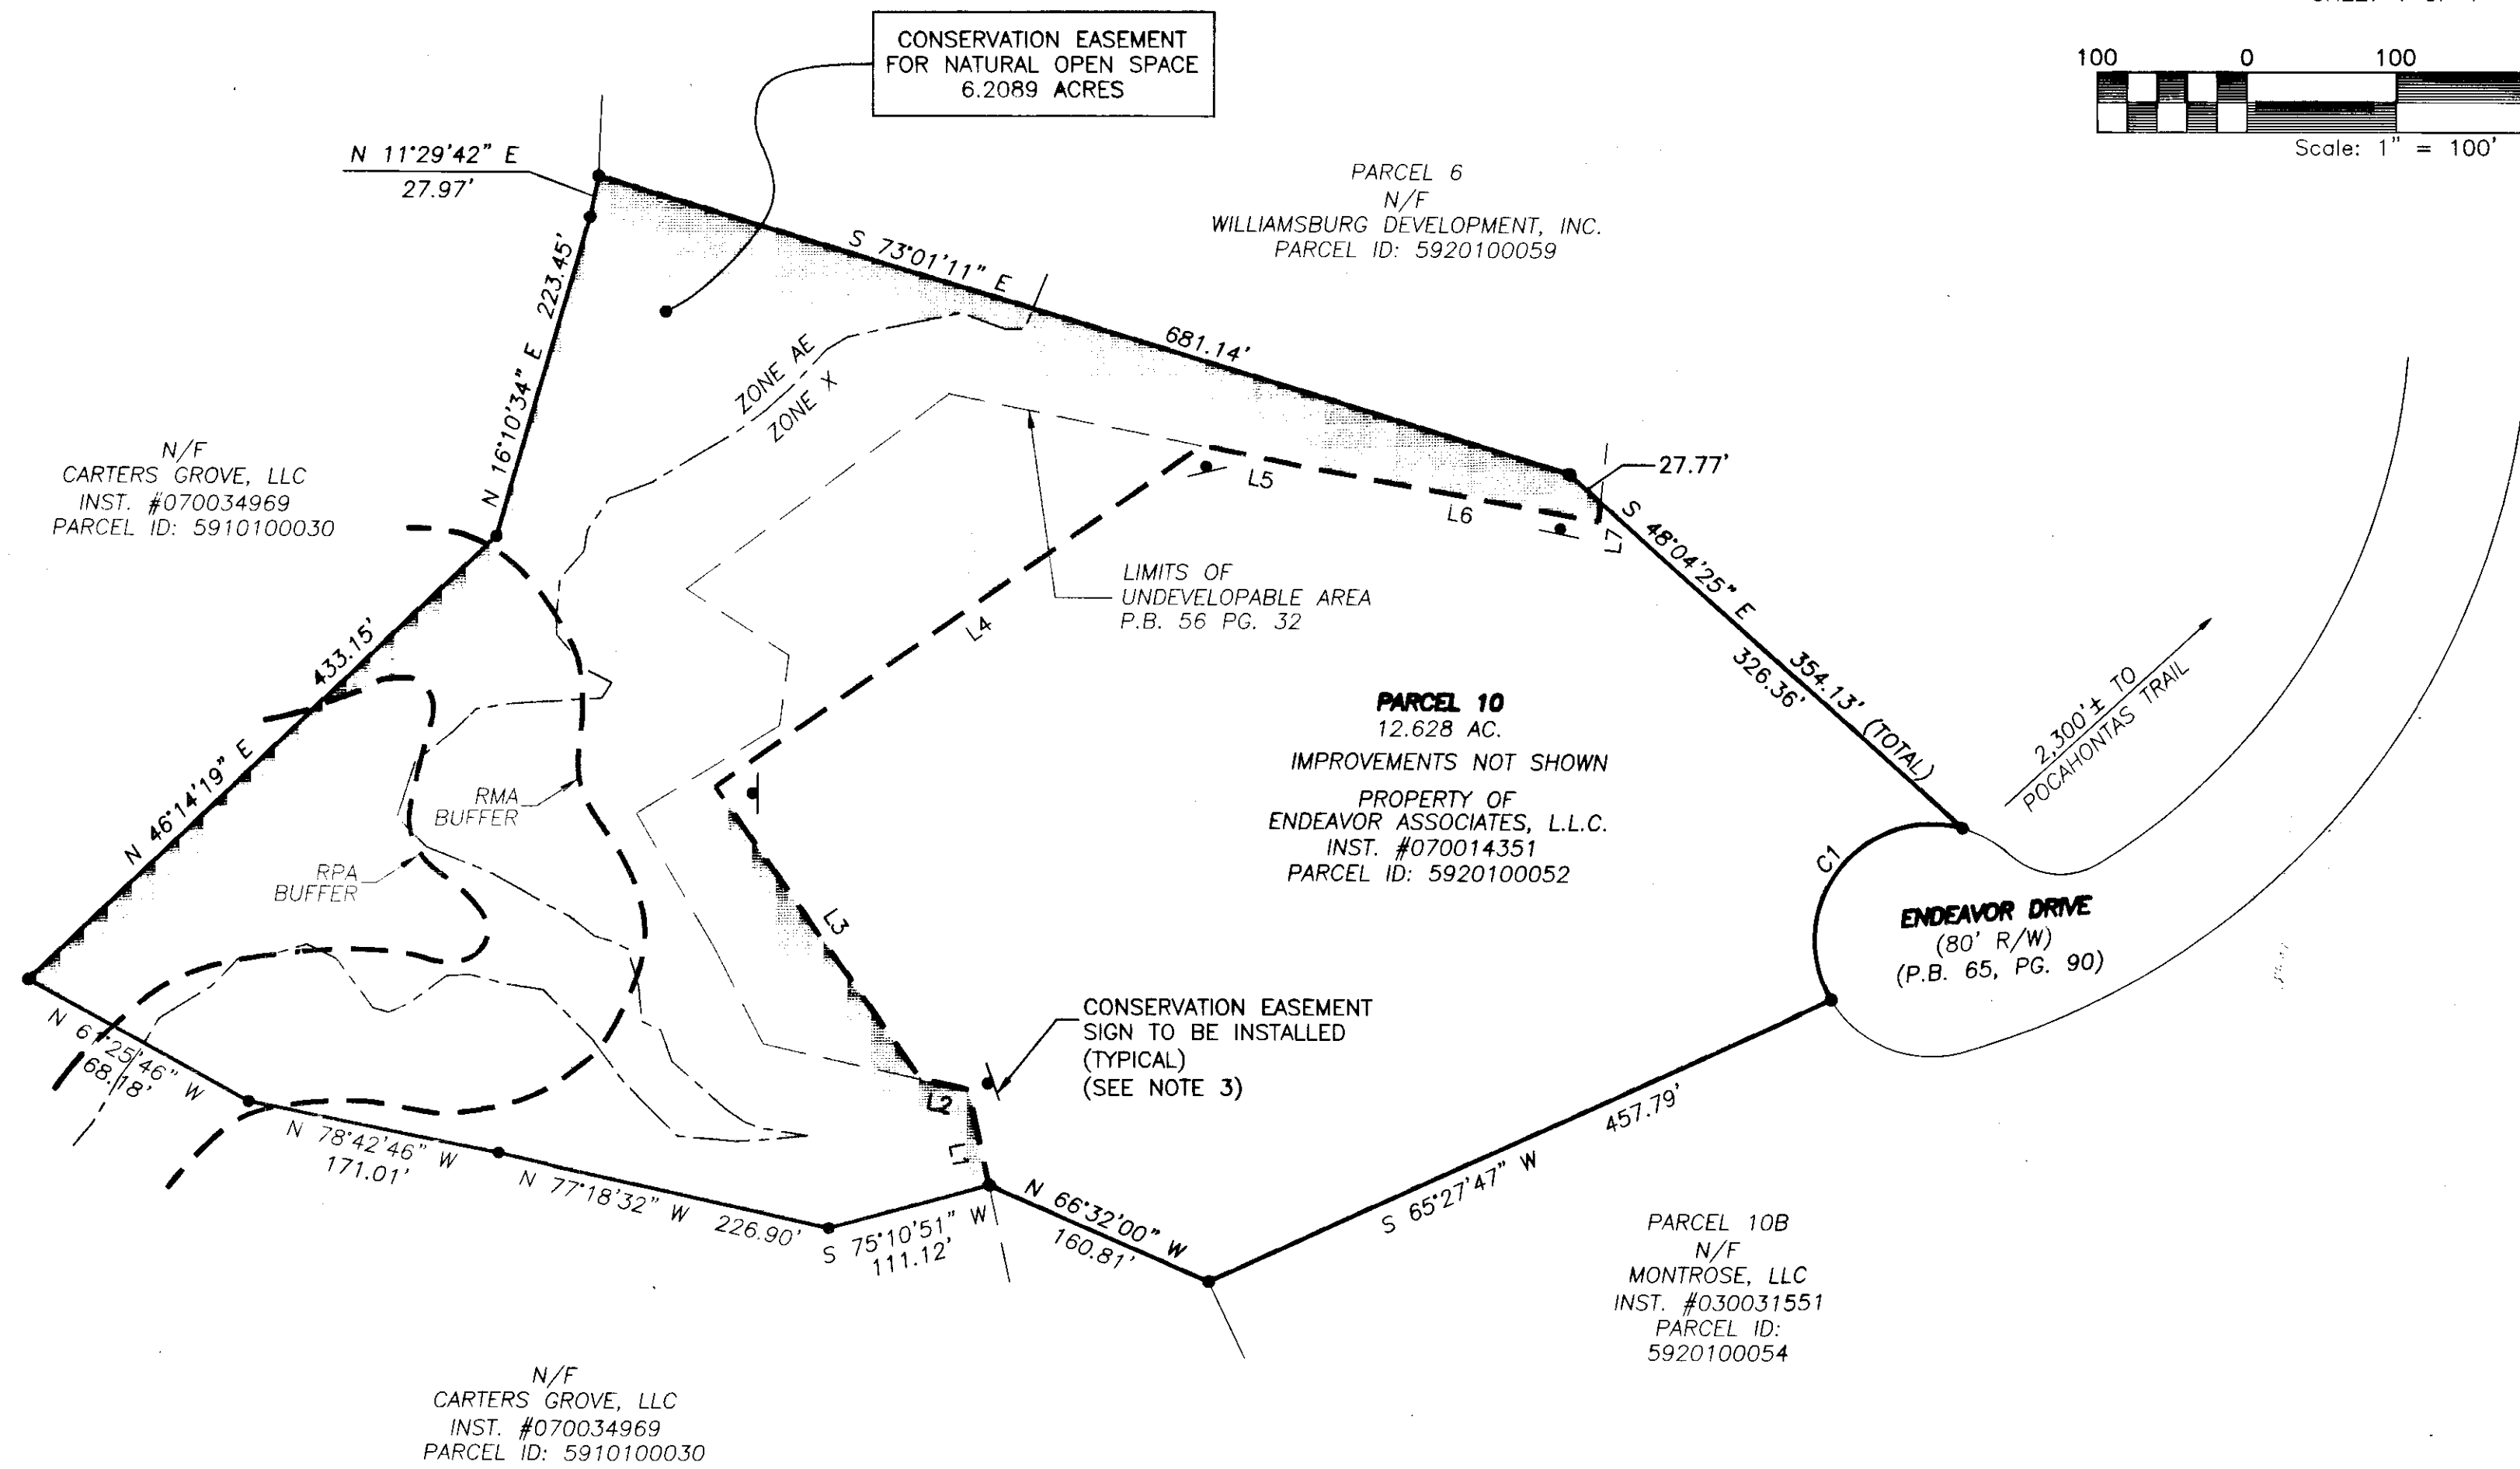 CONSERVATION EASEMENT
FOR NATURAL OPEN SPACE
6.2089 ACRES
100 0 100
Scale: 1" = 100'
N 11°29'42" E
27.97'
PARCEL 6
N/F
WILLIAMSBURG DEVELOPMENT, INC.
PARCEL ID: 5920100059
S 73°01'11" E
681.14'
N 16°10'34" E 223.45'
ZONE AE
ZONE X
N/F
CARTERS GROVE, LLC
INST. #070034969
PARCEL ID: 5910100030
27.77'
L5
L6
L7
S 48°04'25" E 354.13' (TOTAL)
326.36'
LIMITS OF
UNDEVELOPABLE AREA
P.B. 56 PG. 32
L4
N 46°14'19" E 433.15'
PARCEL 10
12.628 AC.
IMPROVEMENTS NOT SHOWN
PROPERTY OF
ENDEAVOR ASSOCIATES, L.L.C.
INST. #070014351
PARCEL ID: 5920100052
2,300'± TO
POCAHONTAS TRAIL
RMA
BUFFER
RPA
BUFFER
C1
ENDEAVOR DRIVE
(80' R/W)
(P.B. 65, PG. 90)
L3
CONSERVATION EASEMENT
SIGN TO BE INSTALLED
(TYPICAL)
(SEE NOTE 3)
L2
L1
N 61°25'46" W
68.18'
N 78°42'46" W
171.01'
N 77°18'32" W 226.90'
S 75°10'51" W
111.12'
N 66°32'00" W
160.81'
457.79'
S 65°27'47" W
PARCEL 10B
N/F
MONTROSE, LLC
INST. #030031551
PARCEL ID:
5920100054
N/F
CARTERS GROVE, LLC
INST. #070034969
PARCEL ID: 5910100030